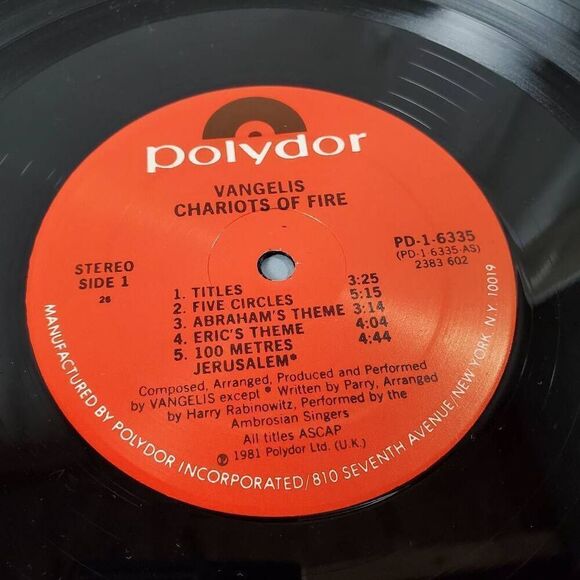 polydor
VANGELIS
CHARIOTS OF FIRE
STEREO
SIDE 1
26
PD-1-6335
(PD-1-6335-AS)
2383 602
1. TITLES 3:25
2. FIVE CIRCLES 5:15
3. ABRAHAM'S THEME 3:14
4. ERIC'S THEME 4:04
5. 100 METRES 4:44
JERUSALEM*
Composed, Arranged, Produced and Performed
by VANGELIS except * Written by Parry, Arranged
by Harry Rabinowitz, Performed by the
Ambrosian Singers
All titles ASCAP
℗ 1981 Polydor Ltd. (U.K.)
MANUFACTURED BY POLYDOR INCORPORATED/810 SEVENTH AVENUE/NEW YORK, N.Y. 10019